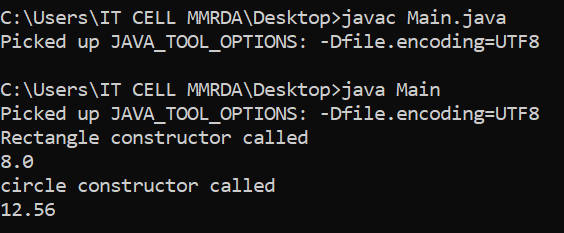 C:\Users\IT CELL MMRDA\Desktop>javac Main.java
Picked up JAVA_TOOL_OPTIONS: -Dfile.encoding=UTF8
C:\Users\IT CELL MMRDA\Desktop>java Main
Picked up JAVA_TOOL_OPTIONS: -Dfile.encoding=UTF8
Rectangle constructor called
8.0
circle constructor called
12.56